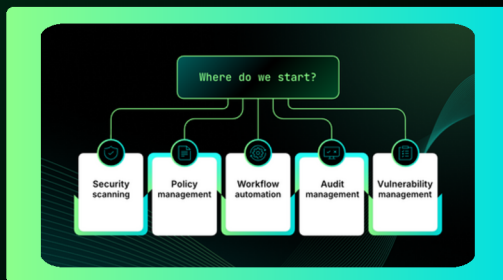 Where do we start?
Security
scanning
Policy
management
Workflow
automation
Audit
management
Vulnerability
management